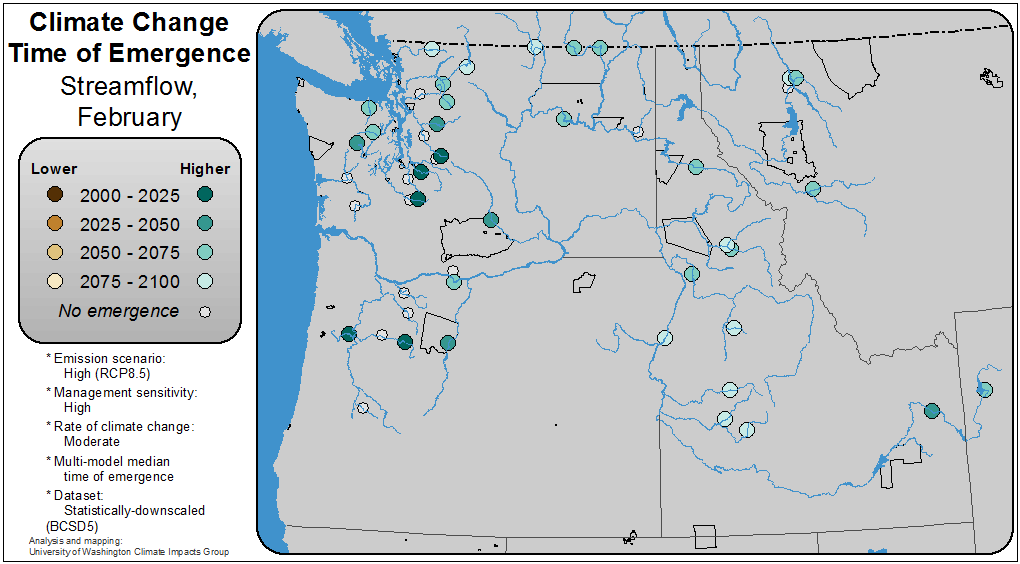 Climate Change
Time of Emergence
Streamflow,
February
Lower Higher
2000 - 2025
2025 - 2050
2050 - 2075
2075 - 2100
No emergence
* Emission scenario:
High (RCP8.5)
* Management sensitivity:
High
* Rate of climate change:
Moderate
* Multi-model median
time of emergence
* Dataset:
Statistically-downscaled
(BCSD5)
Analysis and mapping:
University of Washington Climate Impacts Group